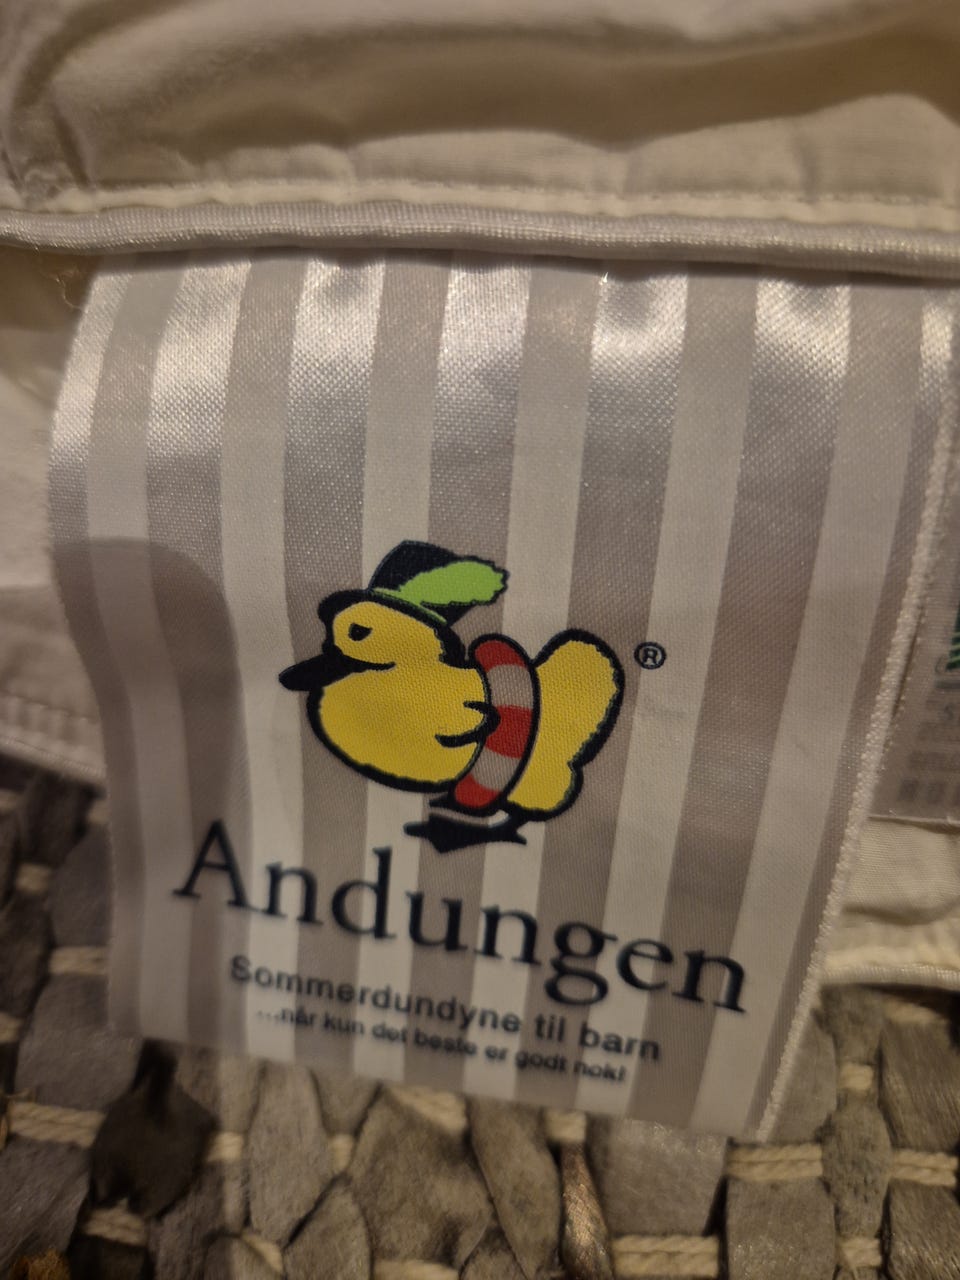 ®
Andungen
Sommerdundyne til barn
...når kun det beste er godt nok!